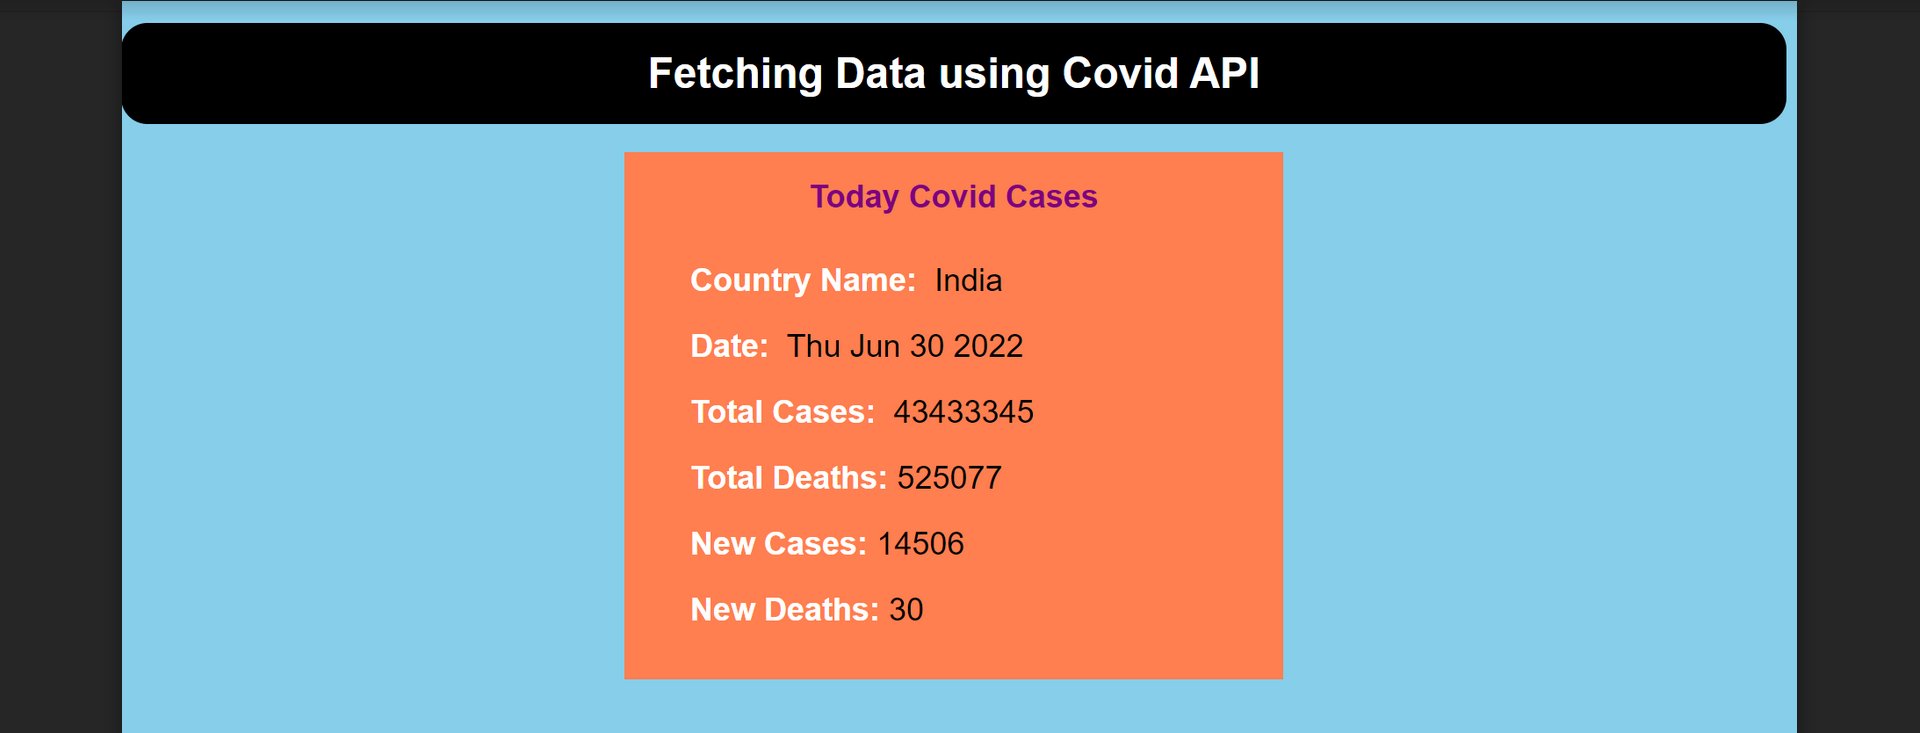 Fetching Data using Covid API
Today Covid Cases
Country Name: India
Date: Thu Jun 30 2022
Total Cases: 43433345
Total Deaths: 525077
New Cases: 14506
New Deaths: 30